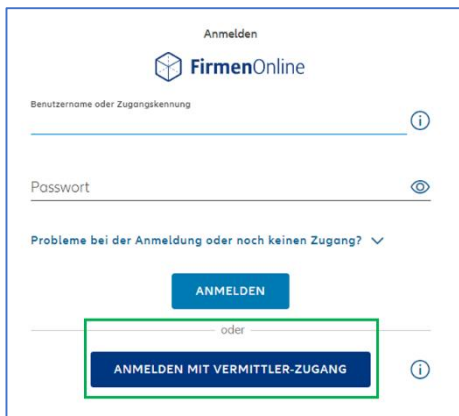 Anmelden
FirmenOnline
Benutzername oder Zugangskennung
Passwort
Probleme bei der Anmeldung oder noch keinen Zugang?
ANMELDEN
oder
ANMELDEN MIT VERMITTLER-ZUGANG